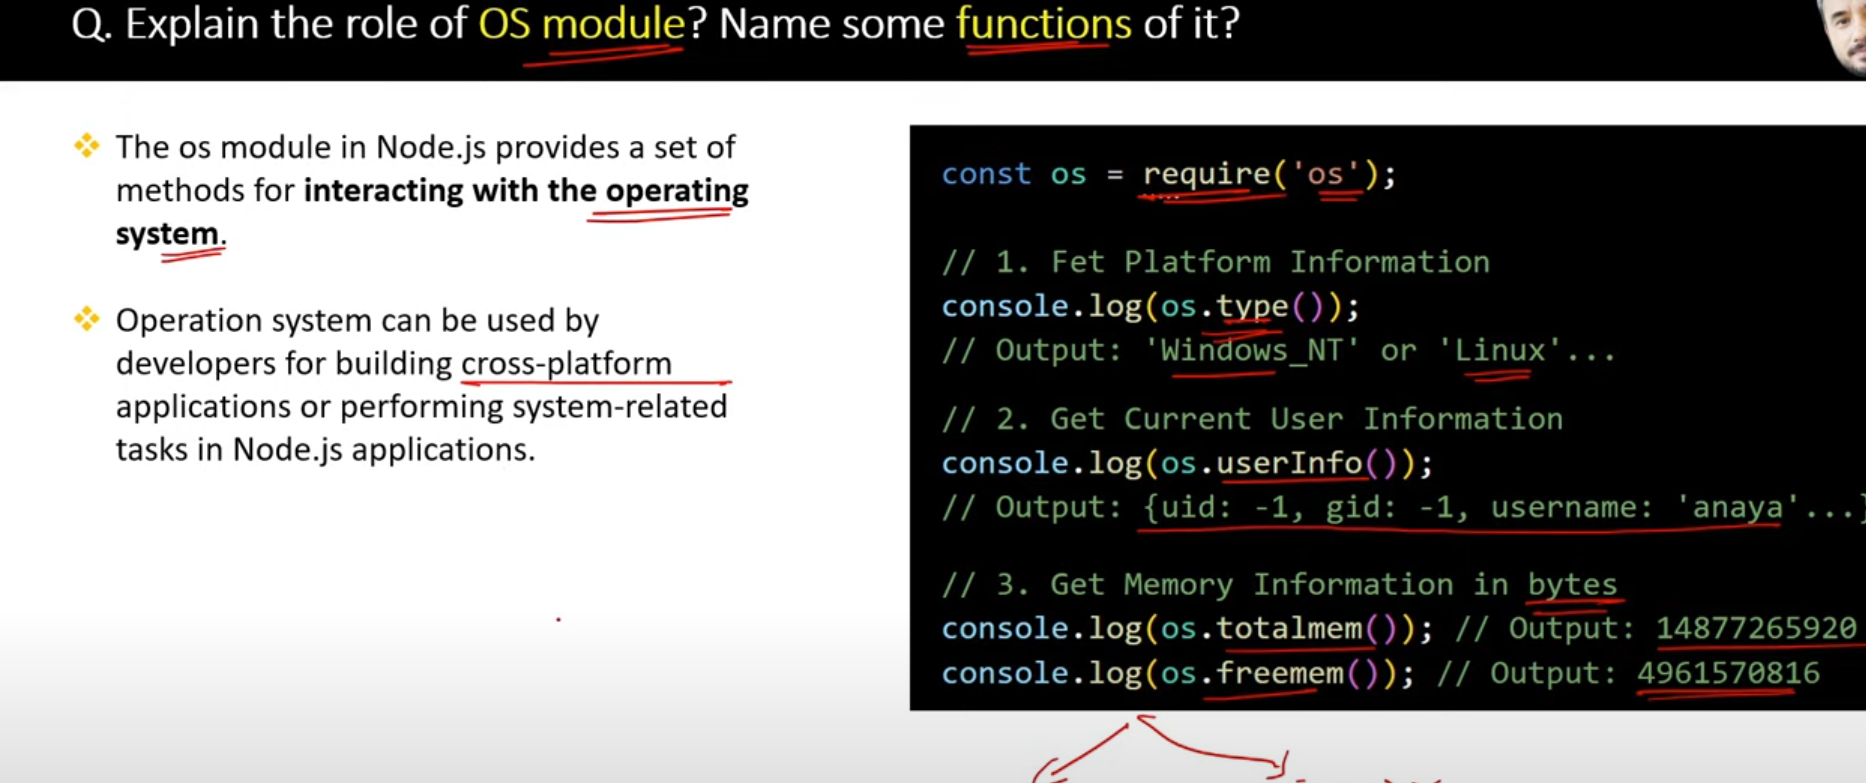 Q. Explain the role of OS module? Name some functions of it?
The os module in Node.js provides a set of
methods for interacting with the operating
system.
Operation system can be used by
developers for building cross-platform
applications or performing system-related
tasks in Node.js applications.
const os = require('os');
// 1. Fet Platform Information
console.log(os.type());
// Output: 'Windows_NT' or 'Linux'...
// 2. Get Current User Information
console.log(os.userInfo());
// Output: {uid: -1, gid: -1, username: 'anaya'...}
// 3. Get Memory Information in bytes
console.log(os.totalmem()); // Output: 14877265920
console.log(os.freemem()); // Output: 4961570816